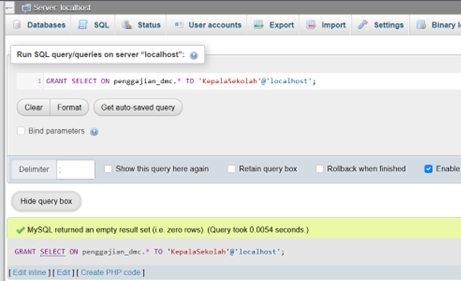 Server: localhost
Databases SQL Status User accounts Export Import Settings Binary l
Run SQL query/queries on server “localhost”:
1 GRANT SELECT ON penggajian_dmc.* TO 'KepalaSekolah'@'localhost';
Clear Format Get auto-saved query
Bind parameters
Delimiter ; Show this query here again Retain query box Rollback when finished Enable
Hide query box
MySQL returned an empty result set (i.e. zero rows). (Query took 0.0054 seconds.)
GRANT SELECT ON penggajian_dmc.* TO 'KepalaSekolah'@'localhost';
[ Edit inline ] [ Edit ] [ Create PHP code ]